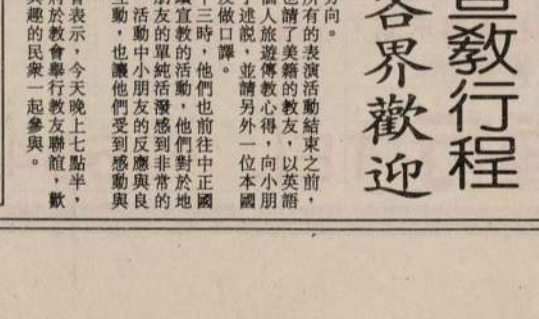 宣教行程
各界歡迎
方向。
所有的表演活動結束之前,
也請了美籍的教友,以英語
個人旅遊傳教心得,向小朋
述說,並請另外一位本國
友做口譯。
十三時,他們也前往中正國
續宣教的活動,他們對於地
朋友的單純活潑感到非常的
活動中小朋友的反應與良
互動,也讓他們受到感動與
會表示,今天晚上七點半,
將於教會舉行教友聯誼,歡
興趣的民眾一起參與。